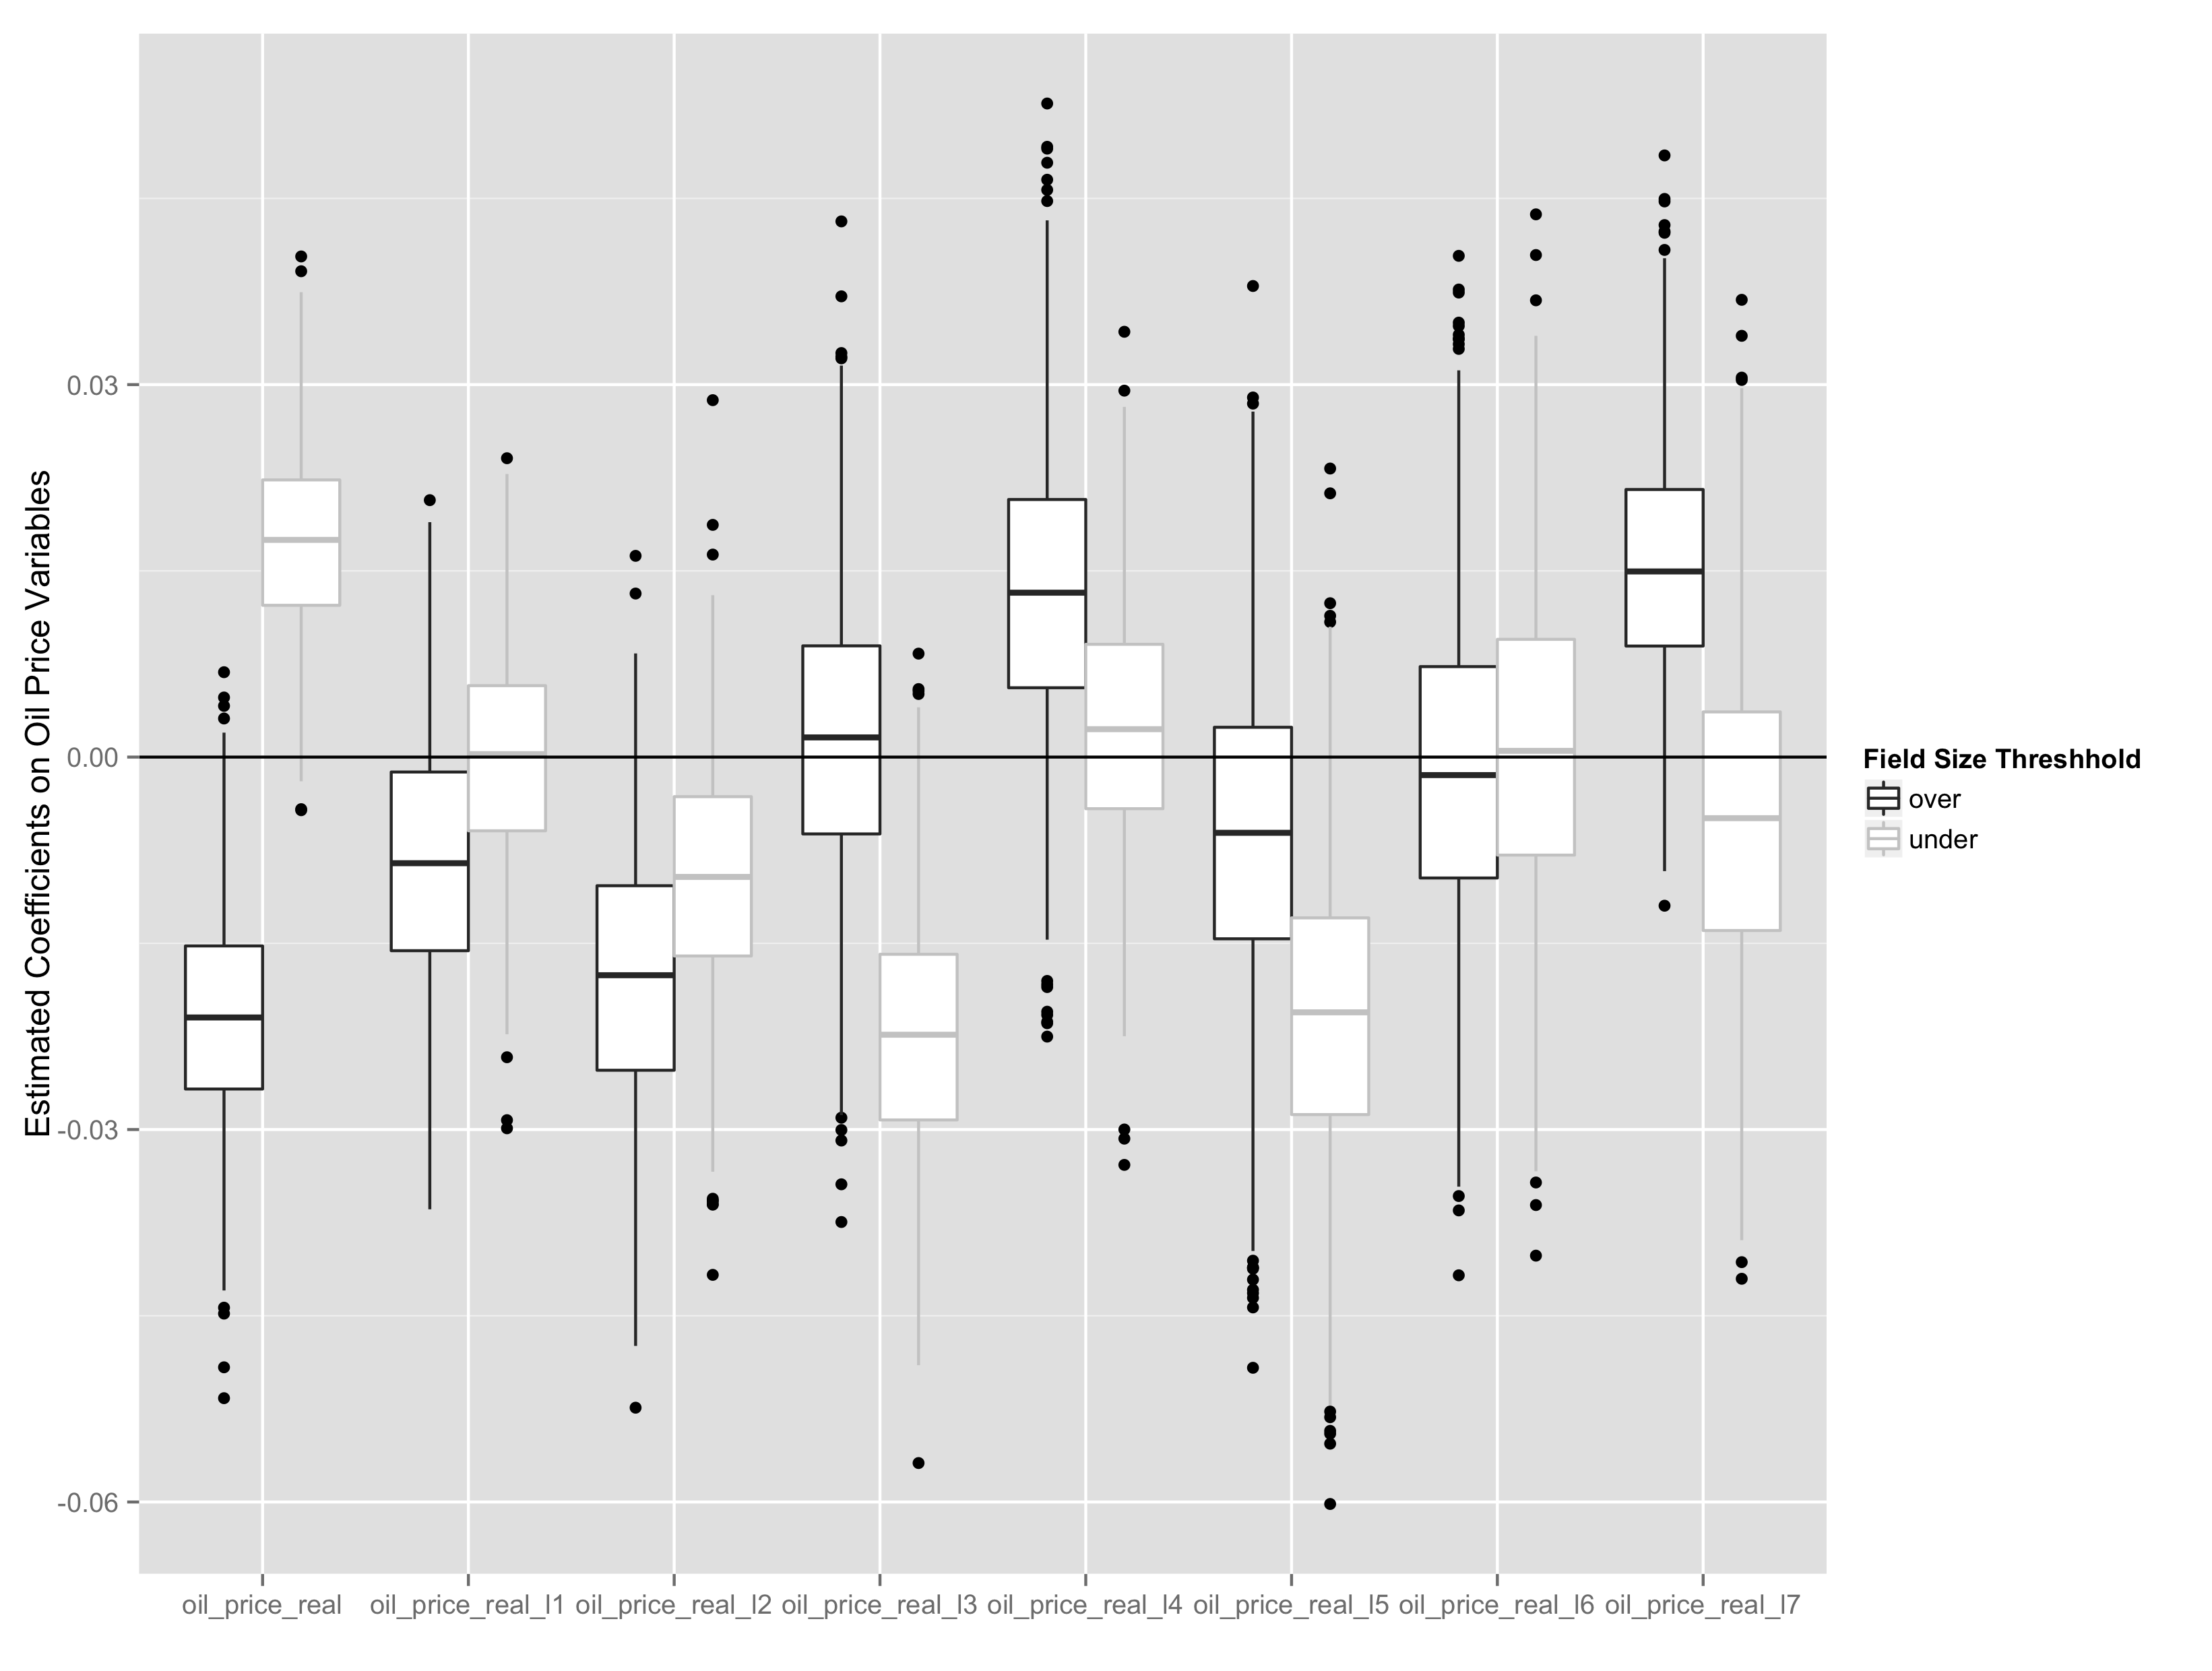 Estimated Coefficients on Oil Price Variables
0.03
0.00
-0.03
-0.06
oil_price_real oil_price_real_l1 oil_price_real_l2 oil_price_real_l3 oil_price_real_l4 oil_price_real_l5 oil_price_real_l6 oil_price_real_l7
Field Size Threshhold
over
under